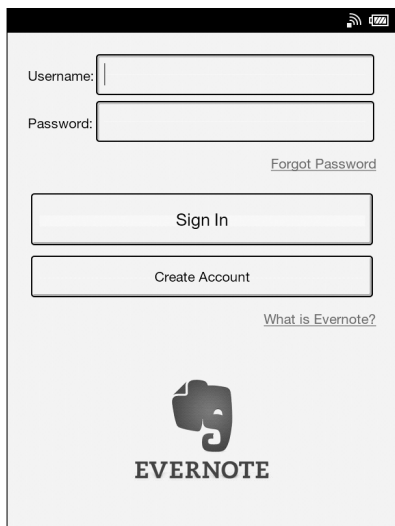 Username:
Password:
Forgot Password
Sign In
Create Account
What is Evernote?
EVERNOTE